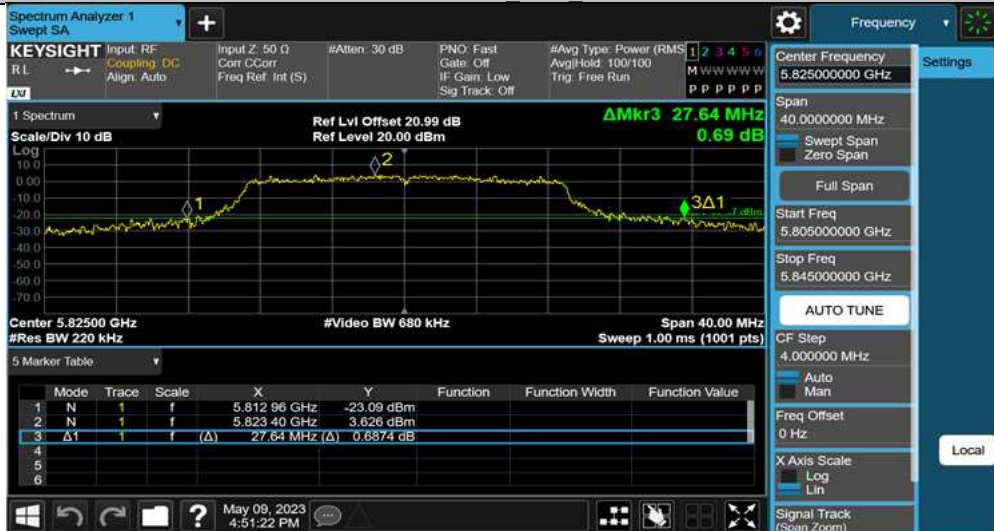 Spectrum Analyzer 1
Swept SA
Frequency
KEYSIGHT
RL
LXI
Input: RF
Coupling: DC
Align: Auto
Input Z: 50 Ω
Corr CCorr
Freq Ref: Int (S)
#Atten: 30 dB
PNO: Fast
Gate: Off
IF Gain: Low
Sig Track: Off
#Avg Type: Power (RMS
Avg|Hold: 100/100
Trig: Free Run
1 2 3 4 5 6
M W W W W W
P P P P P P
1 Spectrum
Scale/Div 10 dB
Ref Lvl Offset 20.99 dB
Ref Level 20.00 dBm
ΔMkr3 27.64 MHz
0.69 dB
Log
10.0
0.00
-10.0
-20.0
-30.0
-40.0
-50.0
-60.0
-70.0
1
2
3Δ1
Center 5.82500 GHz
#Res BW 220 kHz
#Video BW 680 kHz
Span 40.00 MHz
Sweep 1.00 ms (1001 pts)
5 Marker Table
Mode Trace Scale X Y Function Function Width Function Value
1 N 1 f 5.812 96 GHz -23.09 dBm
2 N 1 f 5.823 40 GHz 3.626 dBm
3 Δ1 1 f (Δ) 27.64 MHz (Δ) 0.6874 dB
4
5
6
May 09, 2023
4:51:22 PM
Center Frequency
5.825000000 GHz
Span
40.0000000 MHz
Swept Span
Zero Span
Full Span
Start Freq
5.805000000 GHz
Stop Freq
5.845000000 GHz
AUTO TUNE
CF Step
4.000000 MHz
Auto
Man
Freq Offset
0 Hz
X Axis Scale
Log
Lin
Signal Track
(Span Zoom)
Settings
Local